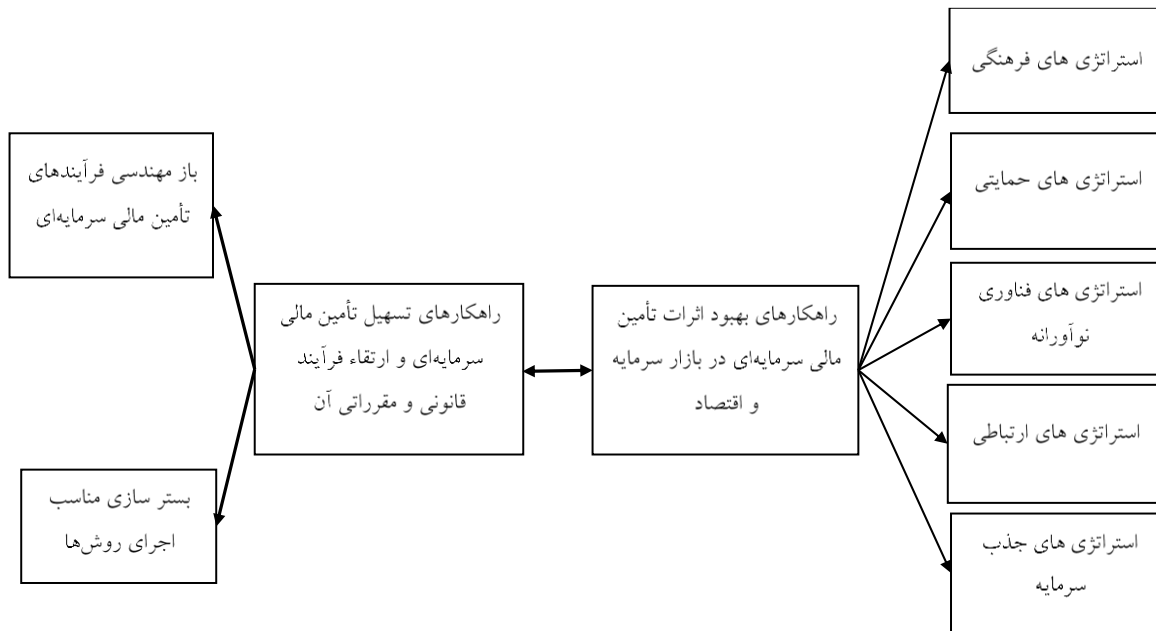 استراتژی های فرهنگی
استراتژی های حمایتی
استراتژی های فناوری
نوآورانه
استراتژی های ارتباطی
استراتژی های جذب
سرمایه
راهکارهای بهبود اثرات تأمین
مالی سرمایه‌ای در بازار سرمایه
و اقتصاد
راهکارهای تسهیل تأمین مالی
سرمایه‌ای و ارتقاء فرآیند
قانونی و مقرراتی آن
باز مهندسی فرآیندهای
تأمین مالی سرمایه‌ای
بستر سازی مناسب
اجرای روش‌ها